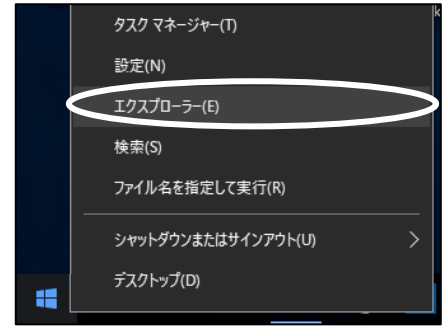 タスク マネージャー(T)
設定(N)
エクスプローラー(E)
検索(S)
ファイル名を指定して実行(R)
シャットダウンまたはサインアウト(U)
デスクトップ(D)